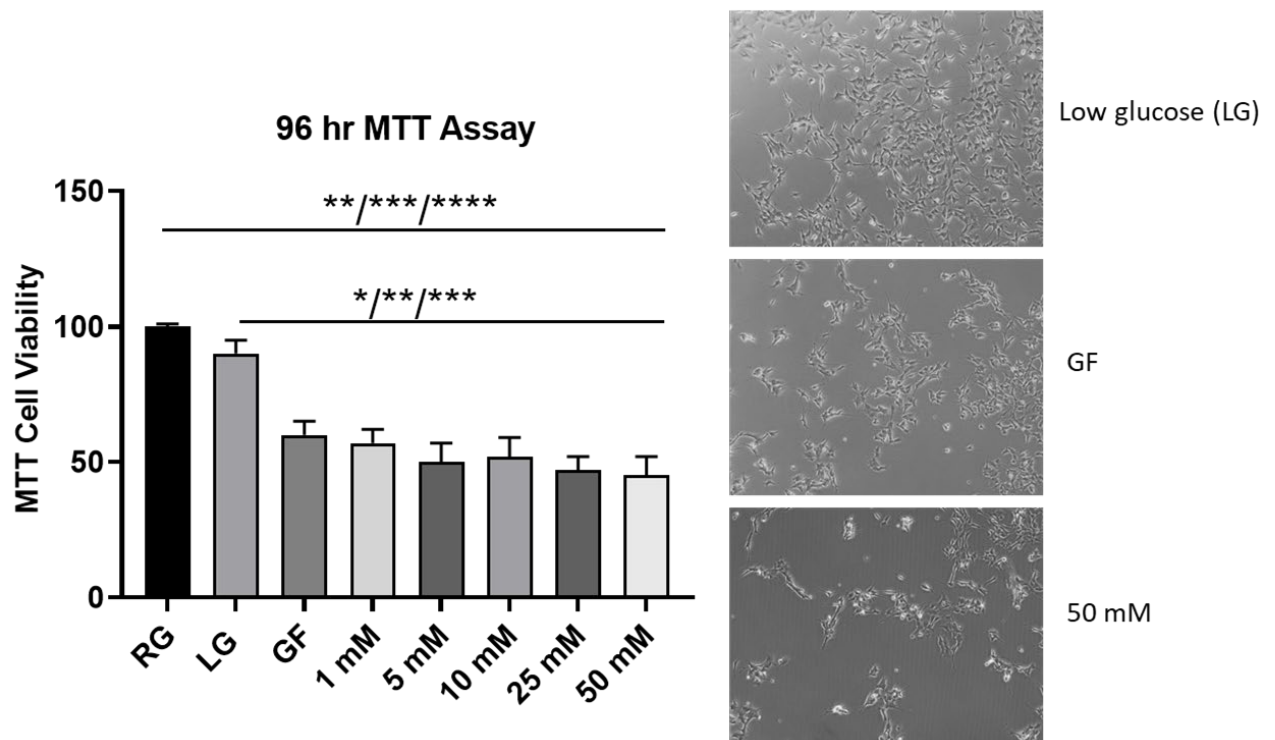 96 hr MTT Assay
MTT Cell Viability
150
100
50
0
**/***/****
*/**/***
RG
LG
GF
1 mM
5 mM
10 mM
25 mM
50 mM
Low glucose (LG)
GF
50 mM